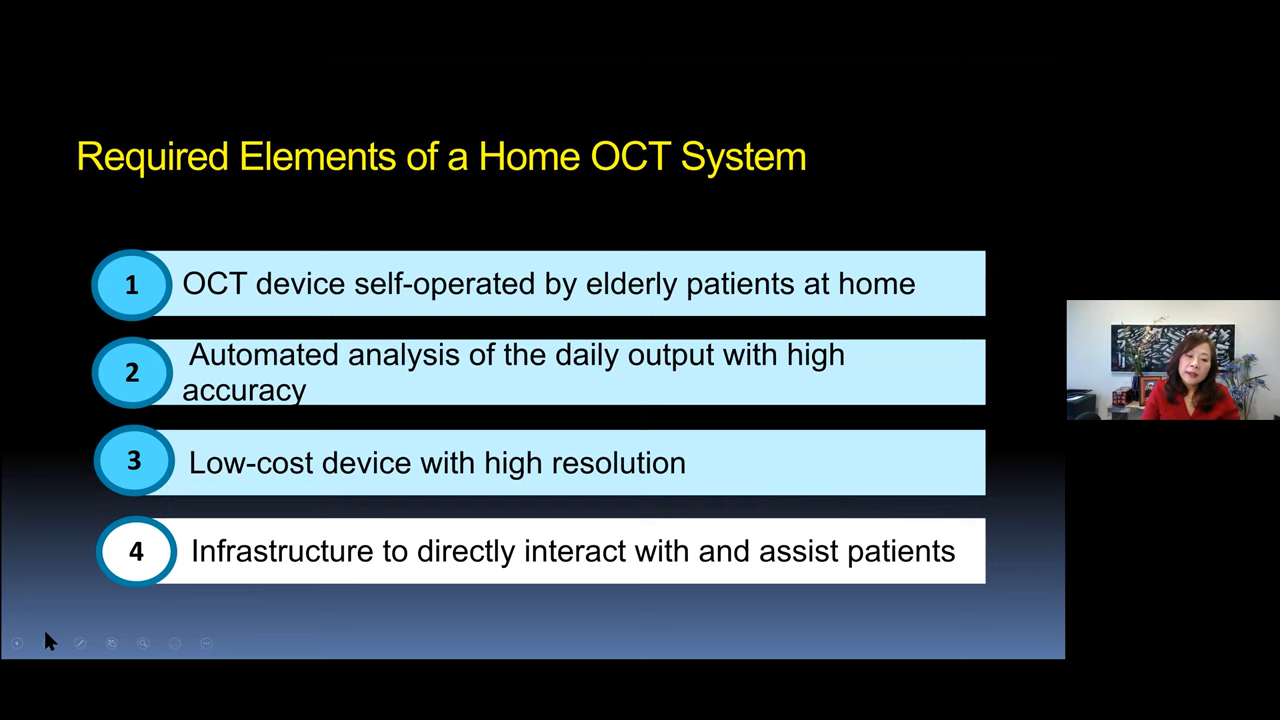 Required Elements of a Home OCT System
1
OCT device self-operated by elderly patients at home
2
Automated analysis of the daily output with high
accuracy
3
Low-cost device with high resolution
4
Infrastructure to directly interact with and assist patients